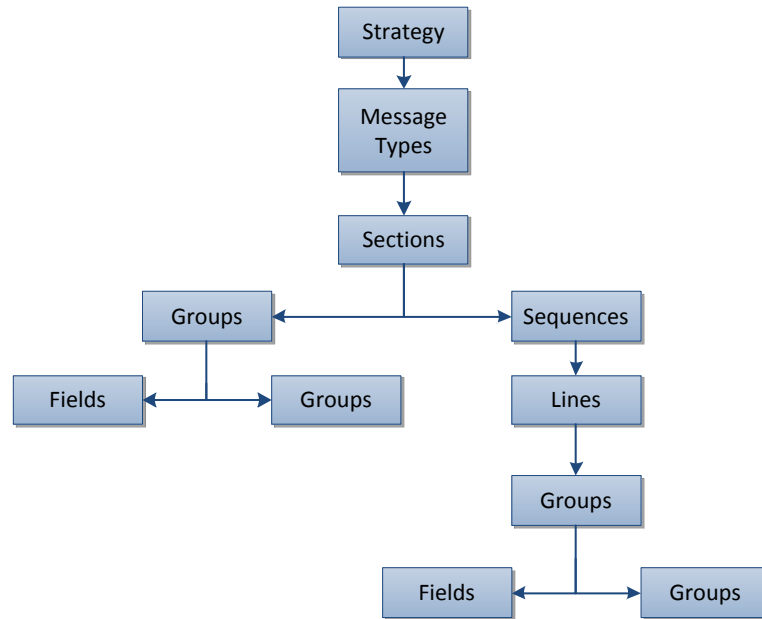 Strategy
Message
Types
Sections
Groups
Sequences
Fields
Groups
Lines
Groups
Fields
Groups